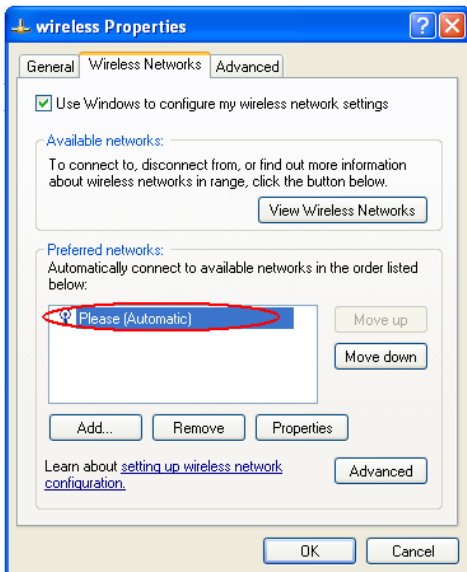 wireless Properties
General Wireless Networks Advanced
Use Windows to configure my wireless network settings
Available networks:
To connect to, disconnect from, or find out more information
about wireless networks in range, click the button below.
View Wireless Networks
Preferred networks:
Automatically connect to available networks in the order listed
below:
Please (Automatic)
Move up
Move down
Add... Remove Properties
Learn about setting up wireless network
configuration.
Advanced
OK Cancel